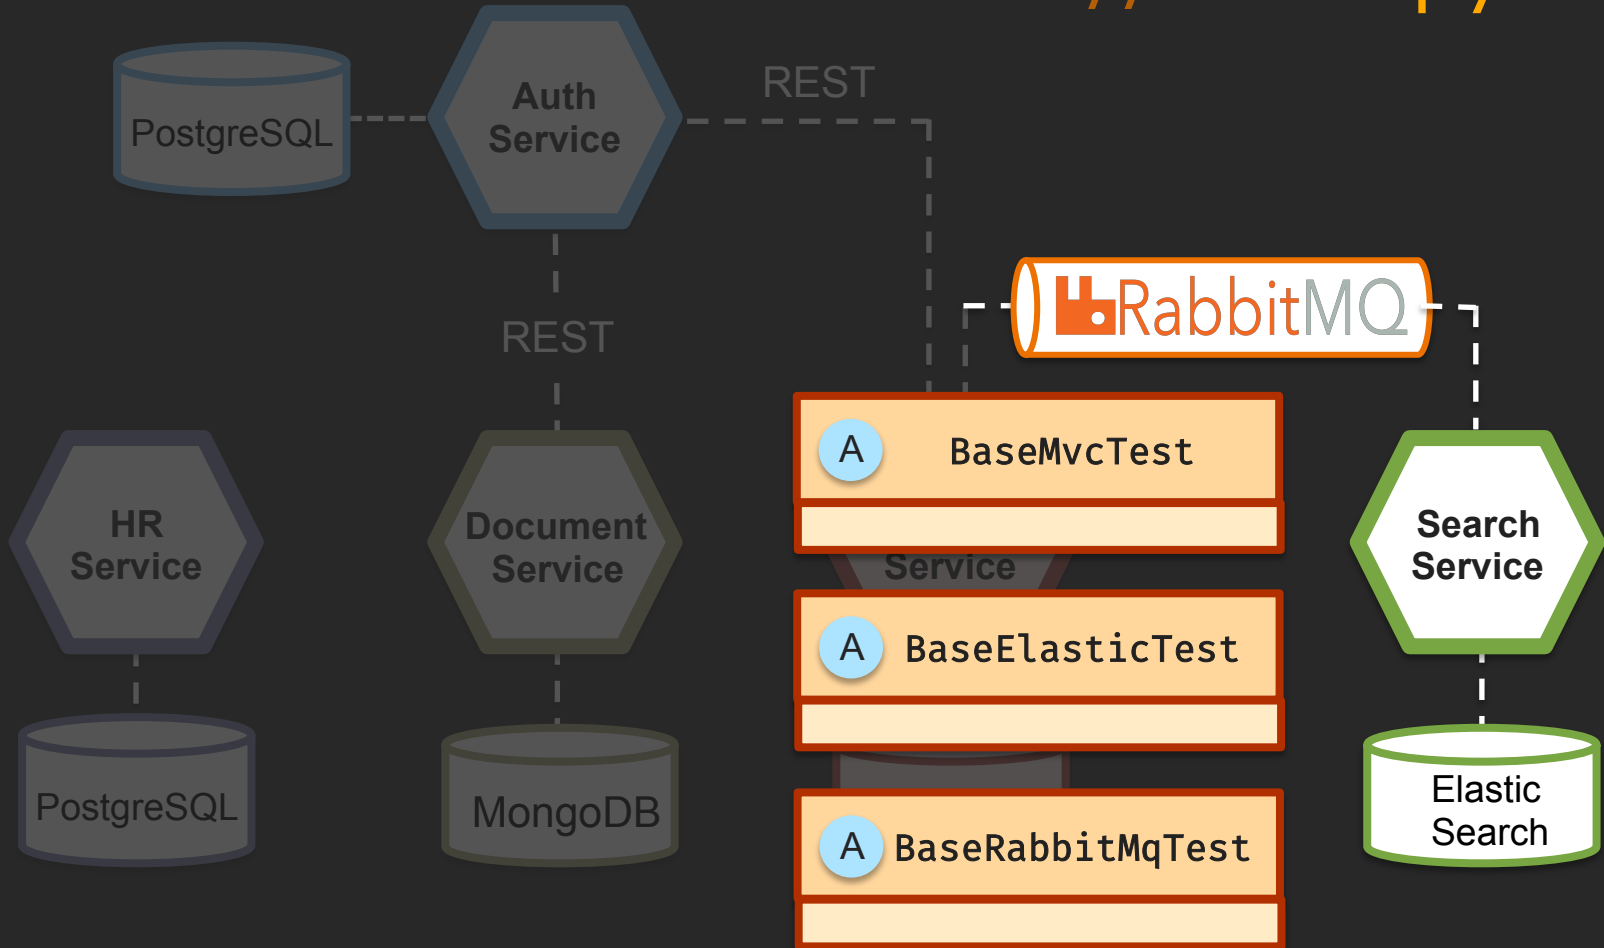 Auth
Service
PostgreSQL
REST
RabbitMQ
REST
A
BaseMvcTest
HR
Service
Document
Service
Service
Search
Service
A
BaseElasticTest
PostgreSQL
MongoDB
Elastic
Search
A
BaseRabbitMqTest